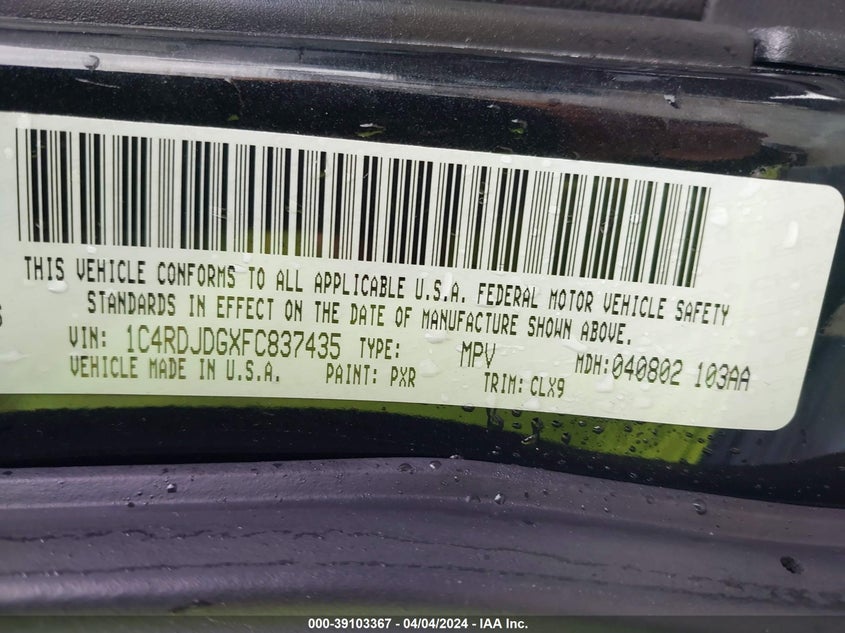 THIS VEHICLE CONFORMS TO ALL APPLICABLE U.S.A. FEDERAL MOTOR VEHICLE SAFETY
STANDARDS IN EFFECT ON THE DATE OF MANUFACTURE SHOWN ABOVE.
VIN: 1C4RDJDGXFC837435 TYPE: MPV MDH:040802 103AA
VEHICLE MADE IN U.S.A. PAINT: PXR TRIM: CLX9
000-39103367 - 04/04/2024 - IAA Inc.